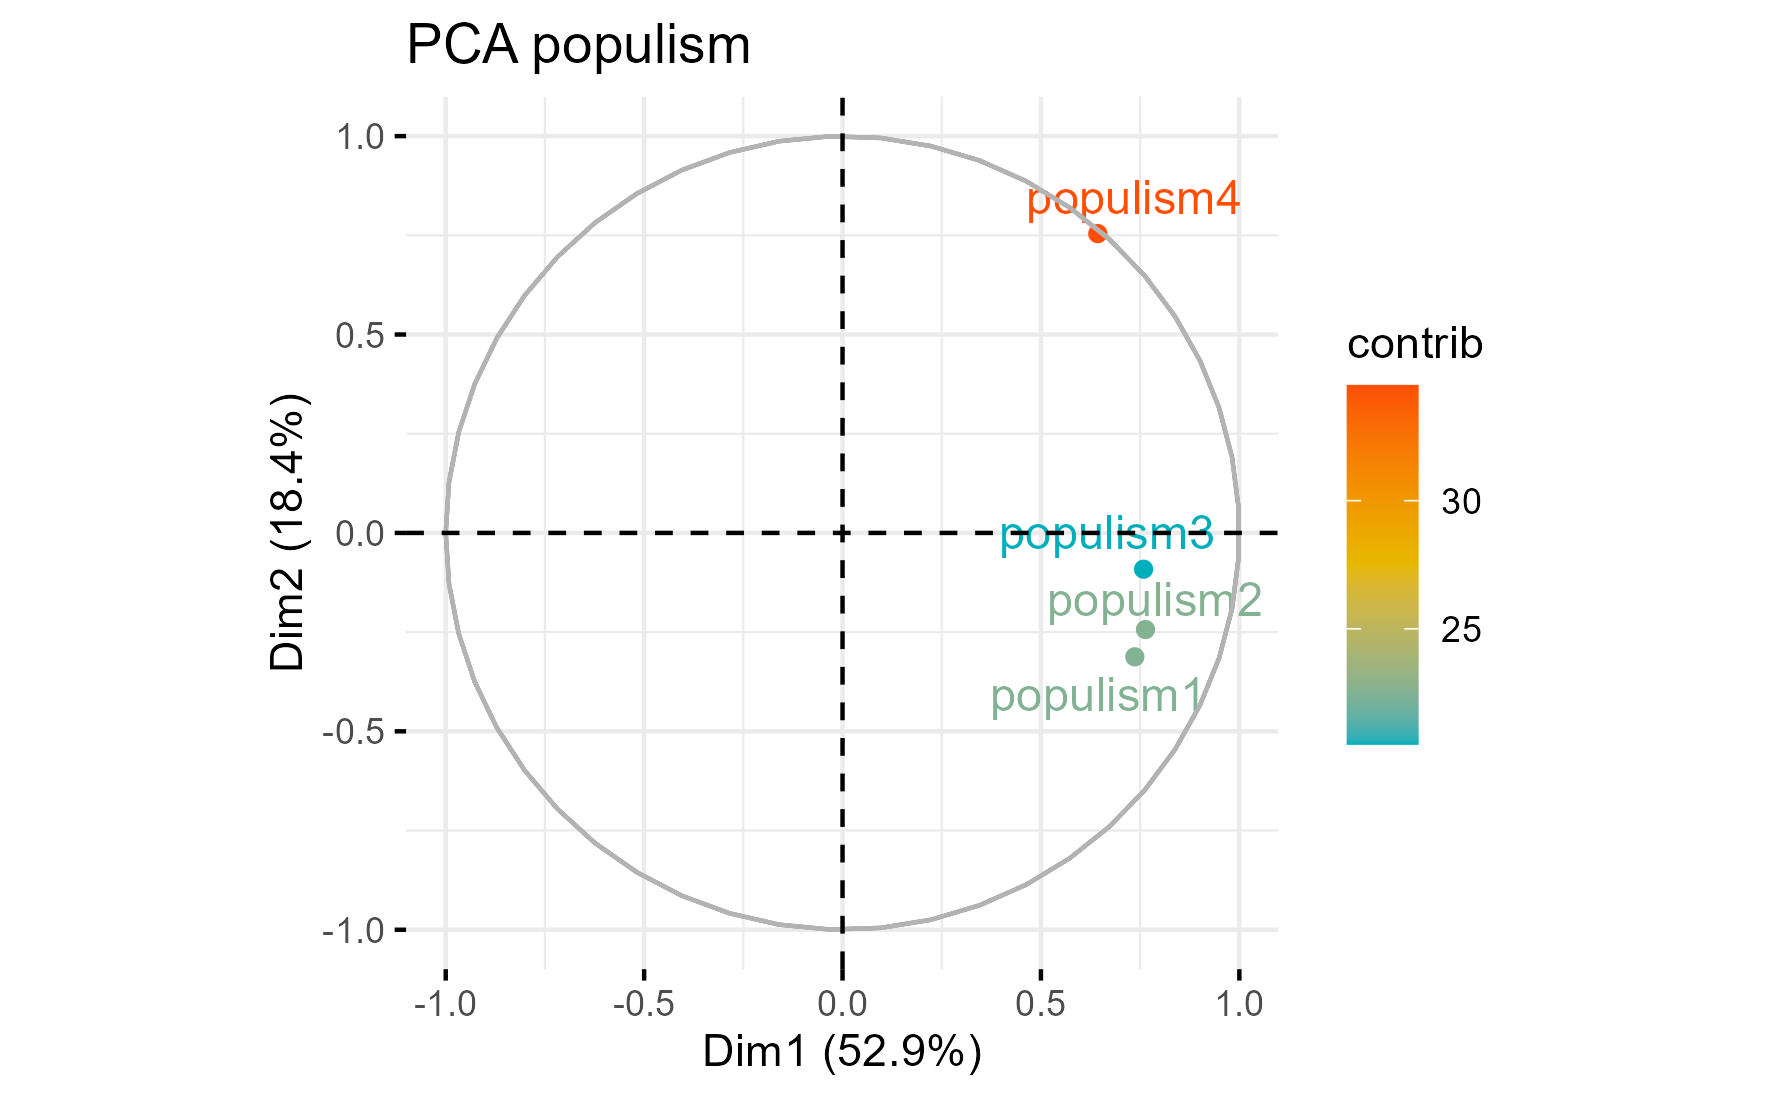 PCA populism
1.0
0.5
0.0
-0.5
-1.0
Dim2 (18.4%)
populism4
populism3
populism2
populism1
-1.0
-0.5
0.0
0.5
1.0
Dim1 (52.9%)
contrib
30
25